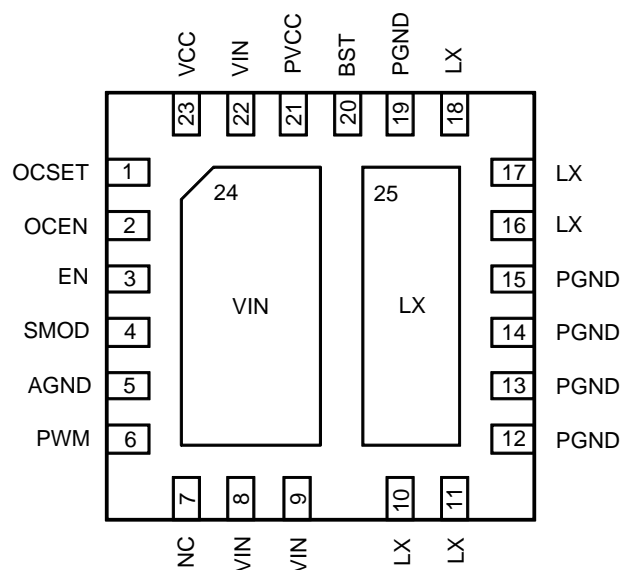 VCC
VIN
PVCC
BST
PGND
LX
23
22
21
20
19
18
OCSET 1
OCEN 2
EN 3
SMOD 4
AGND 5
PWM 6
24
VIN
25
LX
17 LX
16 LX
15 PGND
14 PGND
13 PGND
12 PGND
7
8
9
10
11
NC
VIN
VIN
LX
LX